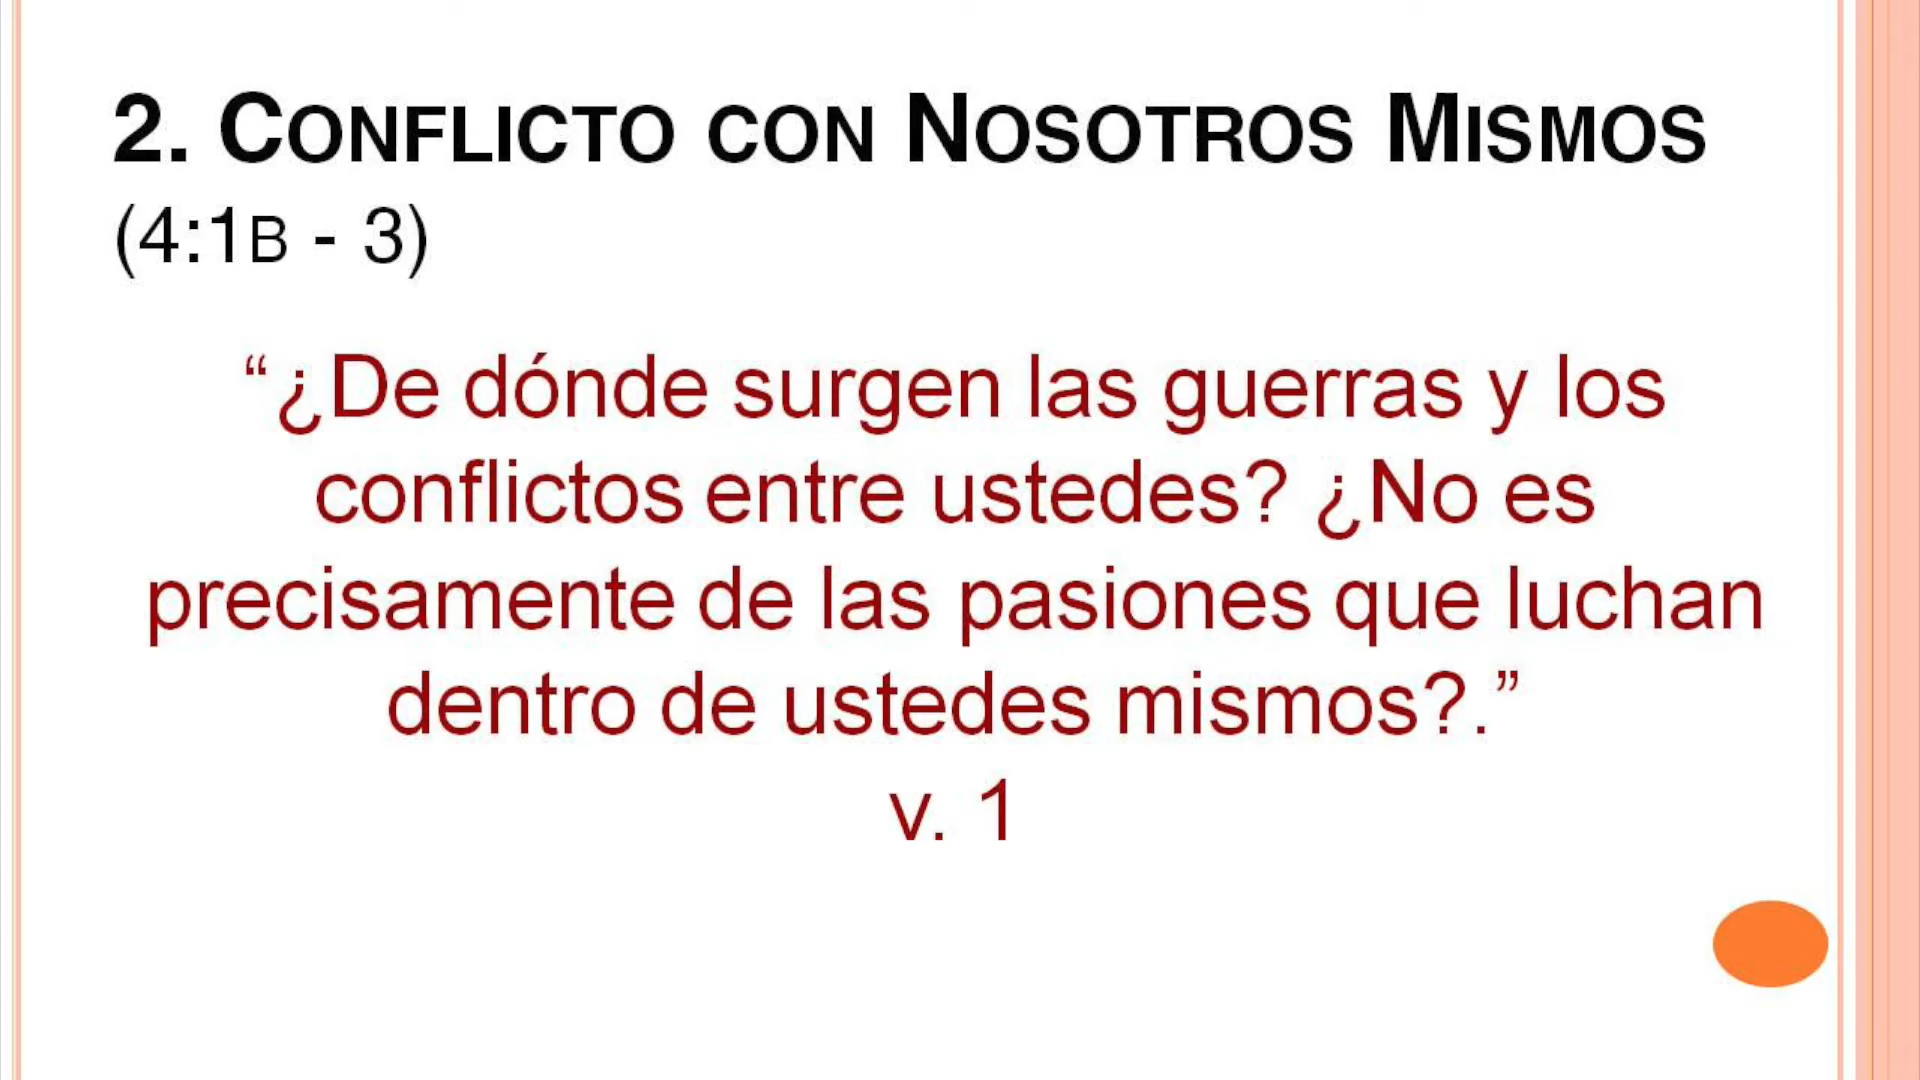 2. CONFLICTO CON NOSOTROS MISMOS
(4:1B - 3)
“¿De dónde surgen las guerras y los
conflictos entre ustedes? ¿No es
precisamente de las pasiones que luchan
dentro de ustedes mismos?.”
v. 1